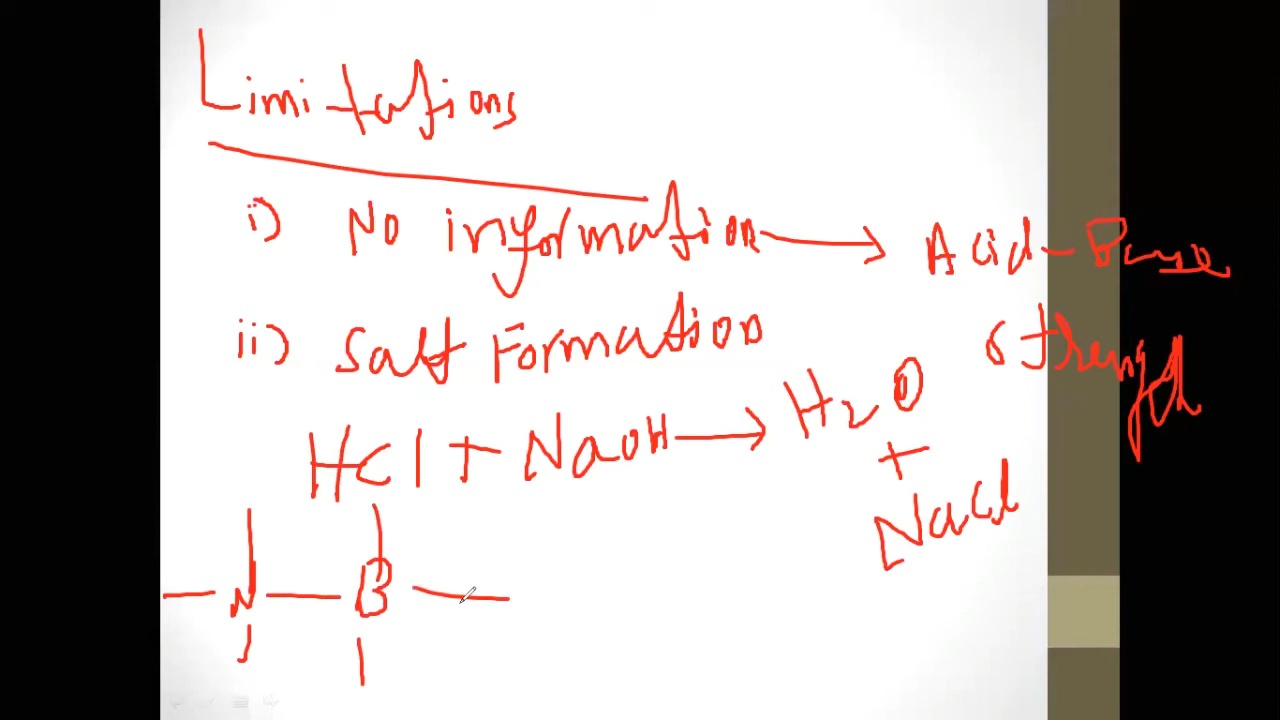 Limitations
i) No information → Acid-Base
strength
ii) Salt Formation
HCl + NaOH → H2O
+
NaCl
N — B —